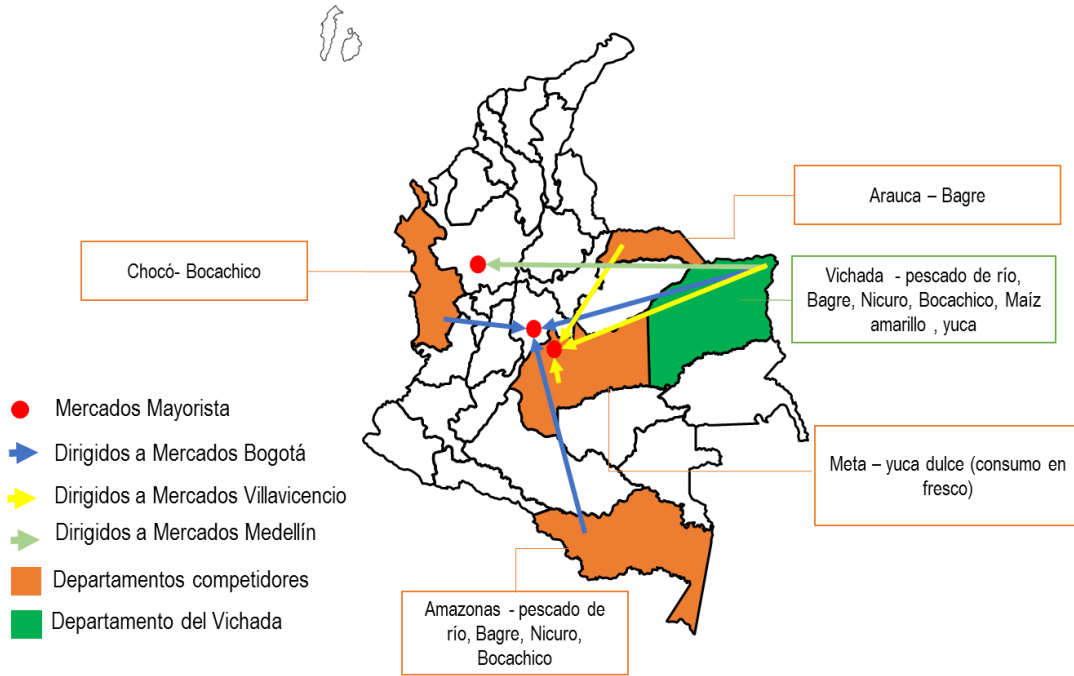 Arauca – Bagre
Chocó- Bocachico
Vichada - pescado de río,
Bagre, Nicuro, Bocachico, Maíz
amarillo , yuca
Mercados Mayorista
Dirigidos a Mercados Bogotá
Dirigidos a Mercados Villavicencio
Dirigidos a Mercados Medellín
Departamentos competidores
Departamento del Vichada
Meta – yuca dulce (consumo en
fresco)
Amazonas - pescado de
río, Bagre, Nicuro,
Bocachico